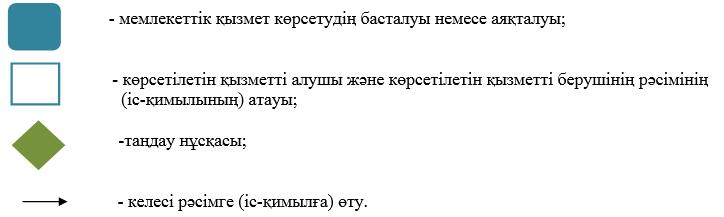 - мемлекеттік қызмет көрсетудің басталуы немесе аяқталуы;
- көрсетілетін қызметті алушы және көрсетілетін қызметті берушінің рәсімінің
(іс-қимылының) атауы;
-таңдау нұсқасы;
- келесі рәсімге (іс-қимылға) өту.